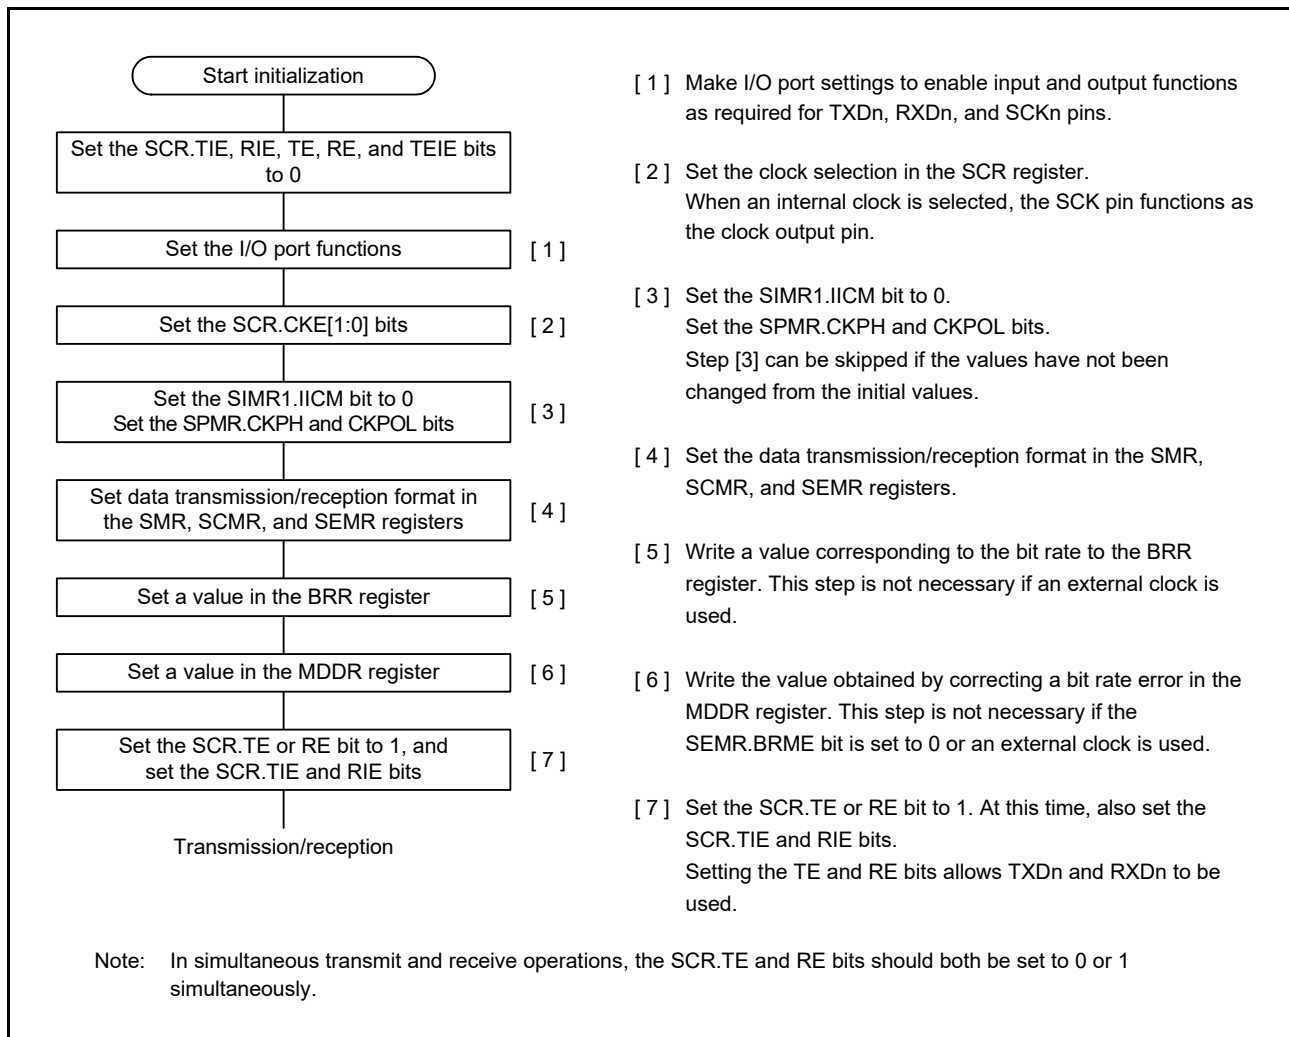 Start initialization
Set the SCR.TIE, RIE, TE, RE, and TEIE bits
to 0
Set the I/O port functions
[ 1 ]
Set the SCR.CKE[1:0] bits
[ 2 ]
Set the SIMR1.IICM bit to 0
Set the SPMR.CKPH and CKPOL bits
[ 3 ]
Set data transmission/reception format in
the SMR, SCMR, and SEMR registers
[ 4 ]
Set a value in the BRR register
[ 5 ]
Set a value in the MDDR register
[ 6 ]
Set the SCR.TE or RE bit to 1, and
set the SCR.TIE and RIE bits
[ 7 ]
Transmission/reception
[ 1 ] Make I/O port settings to enable input and output functions
as required for TXDn, RXDn, and SCKn pins.
[ 2 ] Set the clock selection in the SCR register.
When an internal clock is selected, the SCK pin functions as
the clock output pin.
[ 3 ] Set the SIMR1.IICM bit to 0.
Set the SPMR.CKPH and CKPOL bits.
Step [3] can be skipped if the values have not been
changed from the initial values.
[ 4 ] Set the data transmission/reception format in the SMR,
SCMR, and SEMR registers.
[ 5 ] Write a value corresponding to the bit rate to the BRR
register. This step is not necessary if an external clock is
used.
[ 6 ] Write the value obtained by correcting a bit rate error in the
MDDR register. This step is not necessary if the
SEMR.BRME bit is set to 0 or an external clock is used.
[ 7 ] Set the SCR.TE or RE bit to 1. At this time, also set the
SCR.TIE and RIE bits.
Setting the TE and RE bits allows TXDn and RXDn to be
used.
Note: In simultaneous transmit and receive operations, the SCR.TE and RE bits should both be set to 0 or 1
simultaneously.